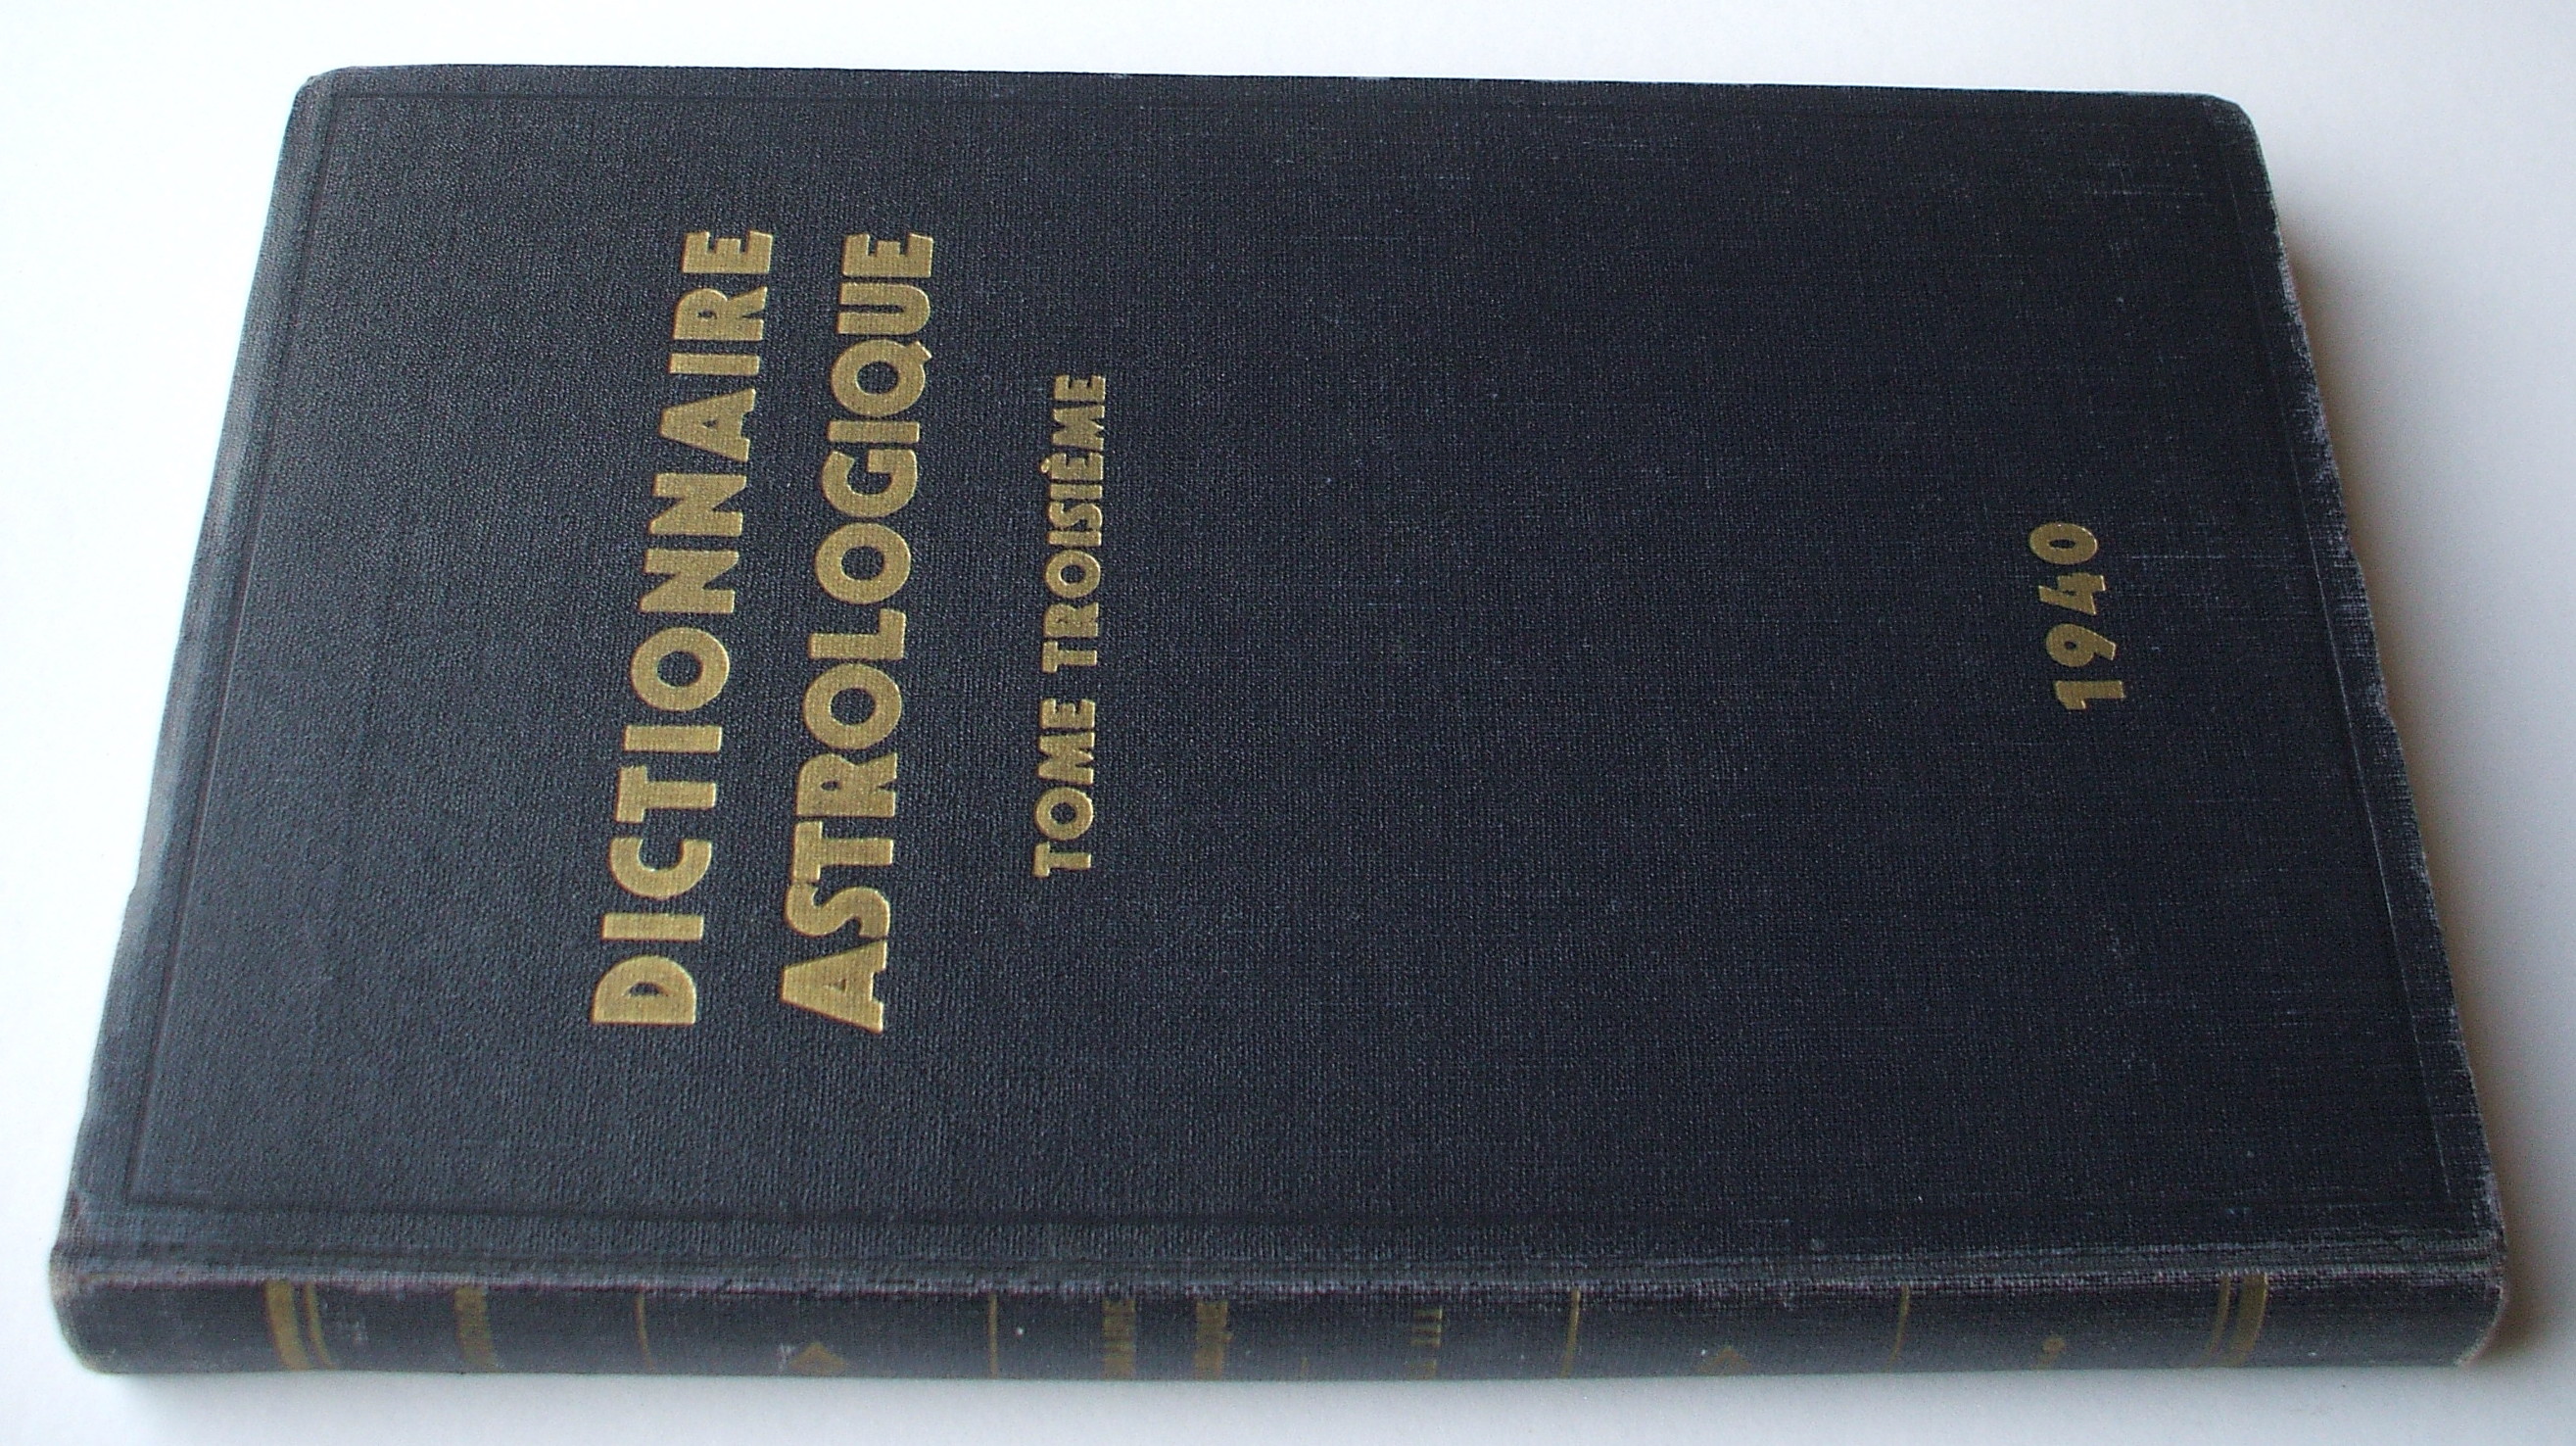 DICTIONNAIRE
ASTROLOGIQUE
TOME TROISIÈME
1940